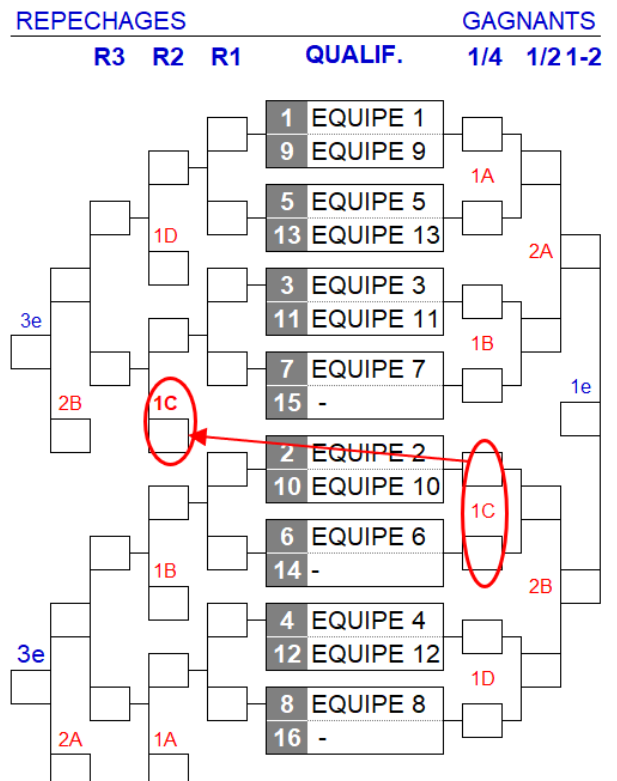 REPECHAGES GAGNANTS
R3 R2 R1 QUALIF. 1/4 1/2 1-2
1 EQUIPE 1
9 EQUIPE 9
1A
5 EQUIPE 5
1D 13 EQUIPE 13
2A
3 EQUIPE 3
3e 11 EQUIPE 11
1B
7 EQUIPE 7
1e
2B 1C 15 -
2 EQUIPE 2
10 EQUIPE 10
1C
6 EQUIPE 6
1B 14 -
2B
4 EQUIPE 4
3e 12 EQUIPE 12
1D
8 EQUIPE 8
2A 1A 16 -